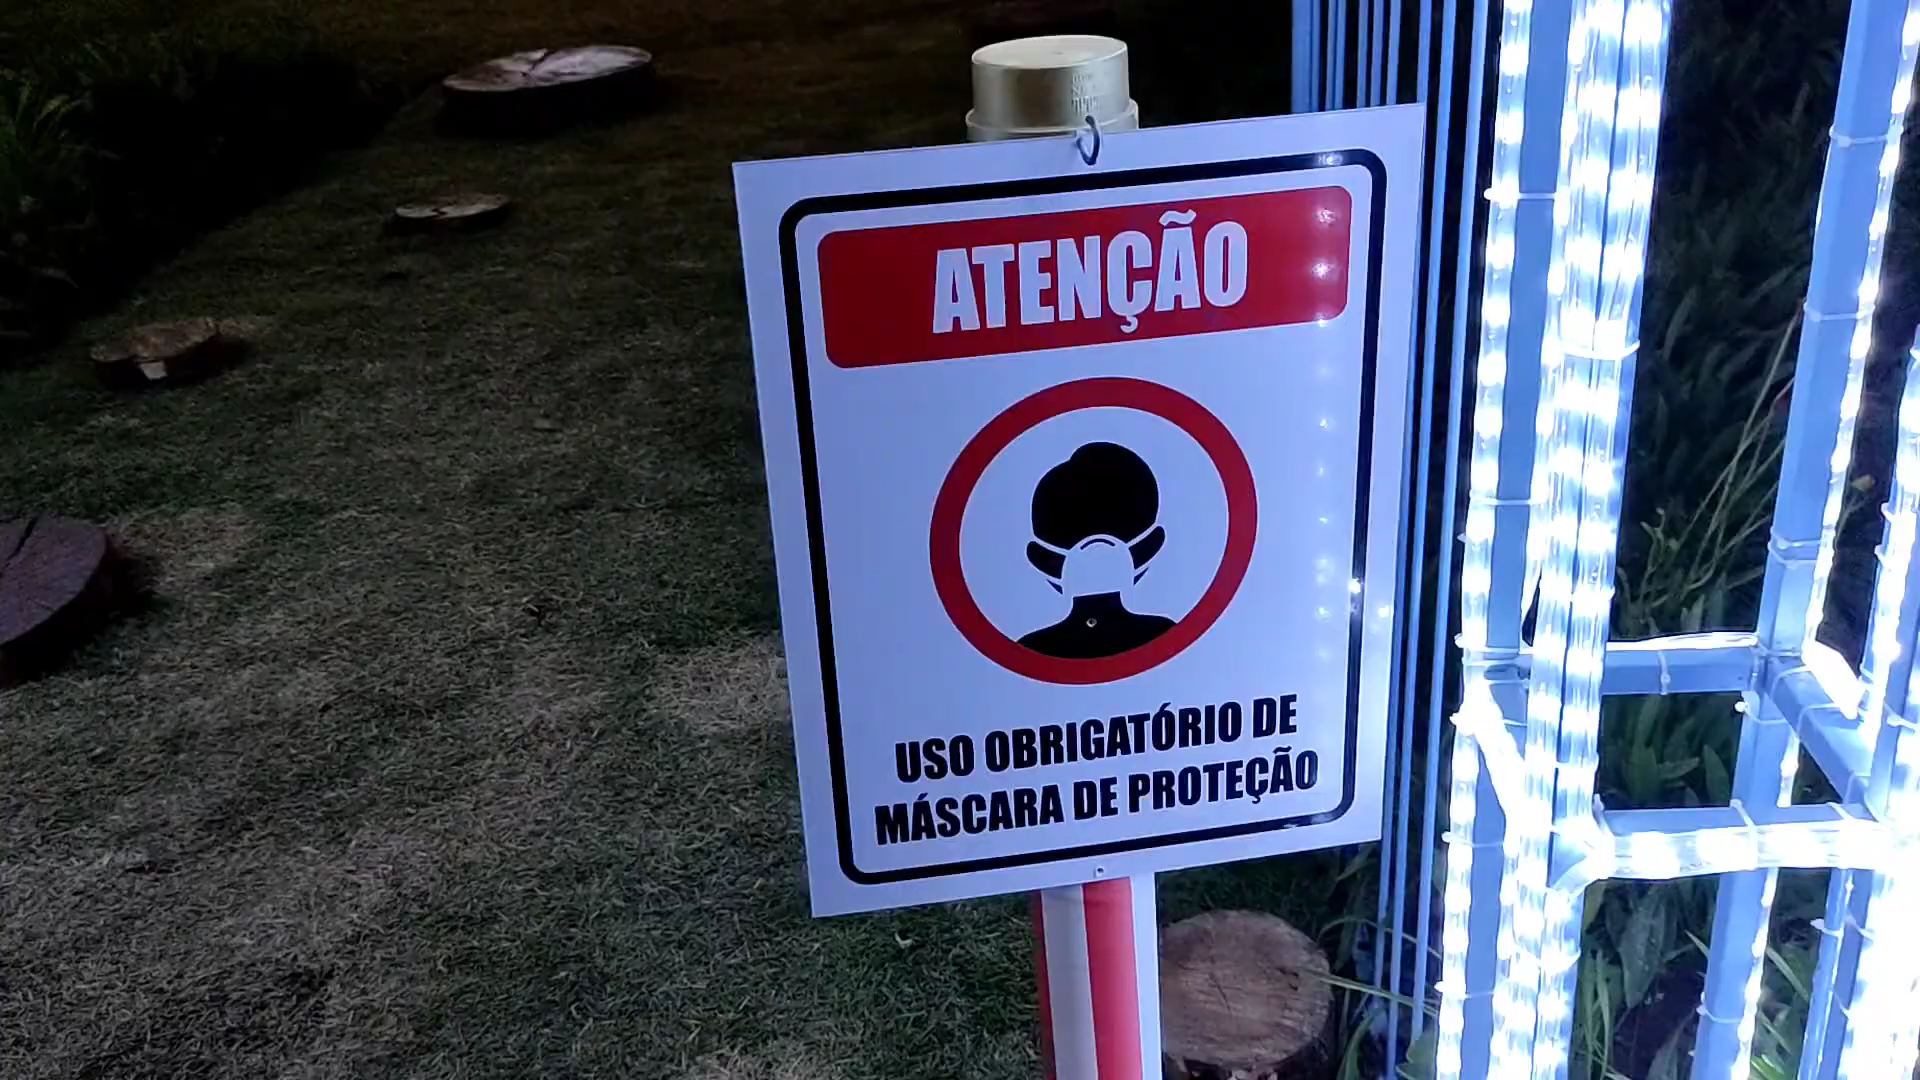 ATENÇÃO
USO OBRIGATÓRIO DE
MÁSCARA DE PROTEÇÃO